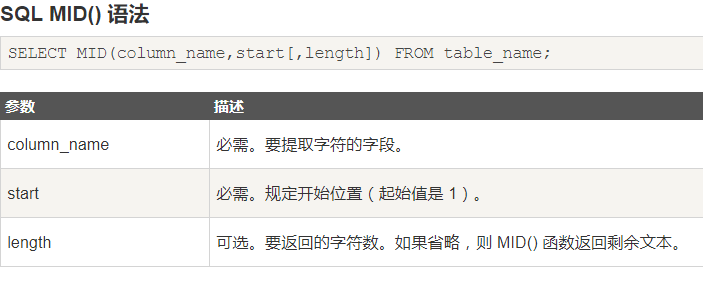 SQL MID() 语法
SELECT MID(column_name,start[,length]) FROM table_name;
参数 描述
column_name 必需。要提取字符的字段。
start 必需。规定开始位置（起始值是 1）。
length 可选。要返回的字符数。如果省略，则 MID() 函数返回剩余文本。